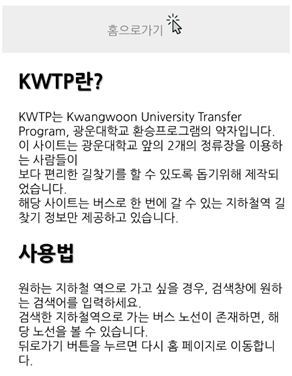 홈으로가기
KWTP란?
KWTP는 Kwangwoon University Transfer
Program, 광운대학교 환승프로그램의 약자입니다.
이 사이트는 광운대학교 앞의 2개의 정류장을 이용하
는 사람들이
보다 편리한 길찾기를 할 수 있도록 돕기위해 제작되
었습니다.
해당 사이트는 버스로 한 번에 갈 수 있는 지하철역 길
찾기 정보만 제공하고 있습니다.
사용법
원하는 지하철 역으로 가고 싶을 경우, 검색창에 원하
는 검색어를 입력하세요.
검색한 지하철역으로 가는 버스 노선이 존재하면, 해
당 노선을 볼 수 있습니다.
뒤로가기 버튼을 누르면 다시 홈 페이지로 이동합니
다.